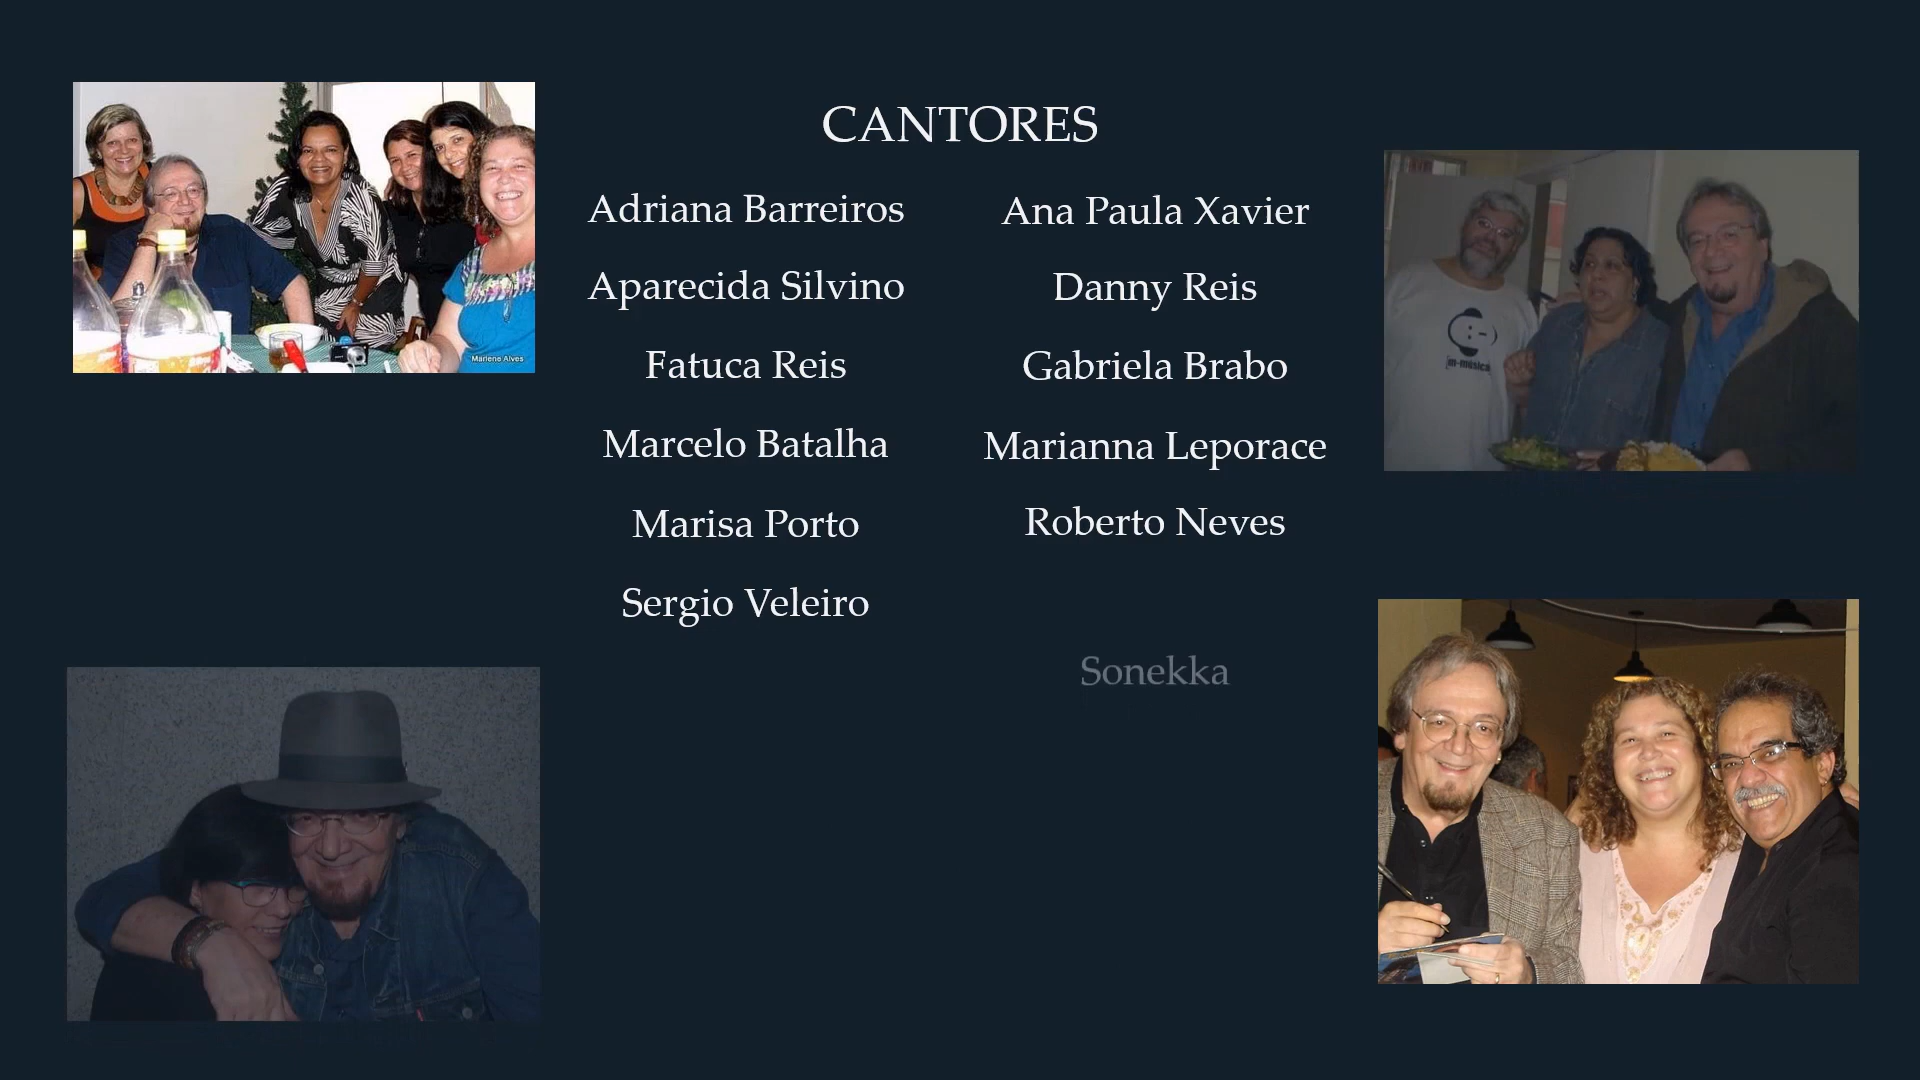 CANTORES
Adriana Barreiros
Ana Paula Xavier
Aparecida Silvino
Danny Reis
Fatuca Reis
Gabriela Brabo
Marcelo Batalha
Marianna Leporace
Marisa Porto
Roberto Neves
Sergio Veleiro
Sonekka
Marlene Alves